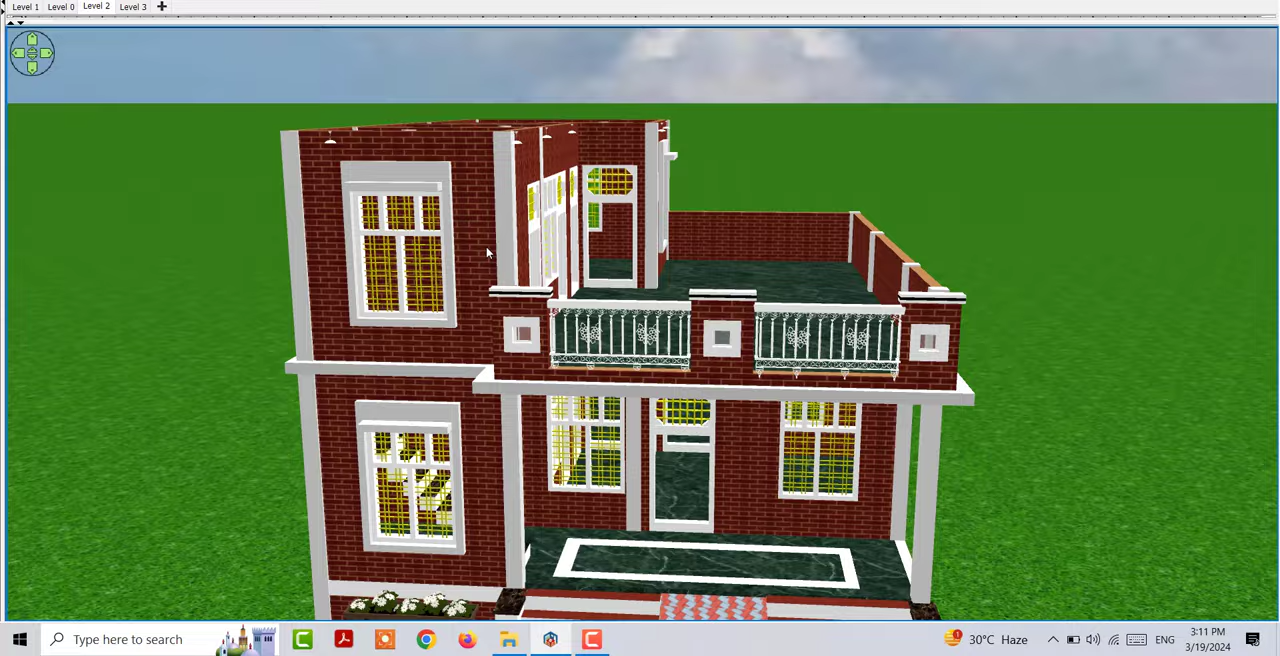 Level 1 Level 0 Level 2 Level 3
Type here to search
1
30°C Haze
ENG
3:11 PM
3/19/2024